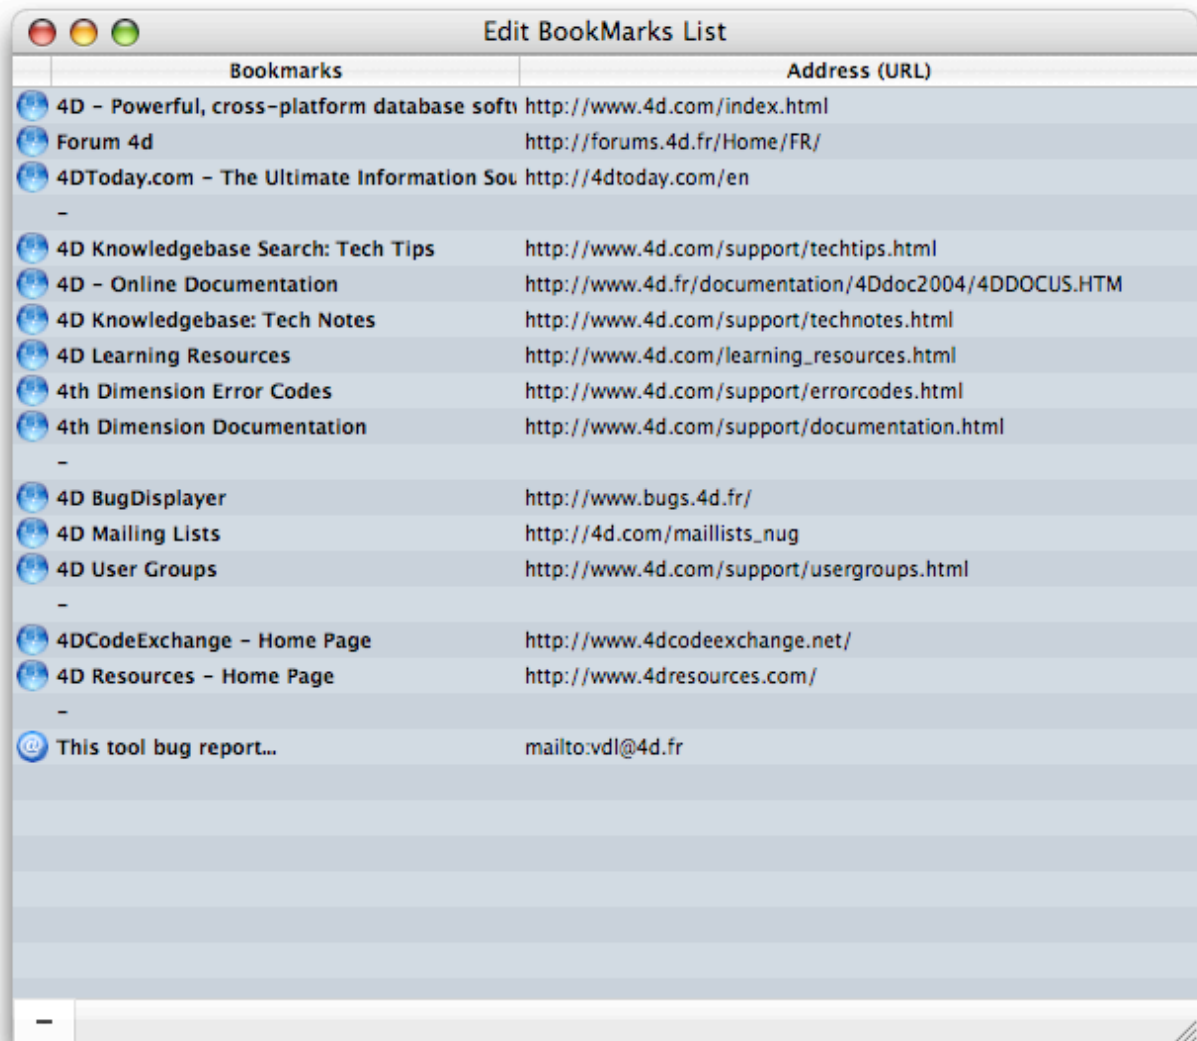 Edit BookMarks List
Bookmarks Address (URL)
4D – Powerful, cross-platform database soft http://www.4d.com/index.html
Forum 4d http://forums.4d.fr/Home/FR/
4DToday.com – The Ultimate Information Sou http://4dtoday.com/en
-
4D Knowledgebase Search: Tech Tips http://www.4d.com/support/techtips.html
4D – Online Documentation http://www.4d.fr/documentation/4Ddoc2004/4DDOCUS.HTM
4D Knowledgebase: Tech Notes http://www.4d.com/support/technotes.html
4D Learning Resources http://www.4d.com/learning_resources.html
4th Dimension Error Codes http://www.4d.com/support/errorcodes.html
4th Dimension Documentation http://www.4d.com/support/documentation.html
-
4D BugDisplayer http://www.bugs.4d.fr/
4D Mailing Lists http://4d.com/maillists_nug
4D User Groups http://www.4d.com/support/usergroups.html
-
4DCodeExchange – Home Page http://www.4dcodeexchange.net/
4D Resources – Home Page http://www.4dresources.com/
-
@ This tool bug report... mailto:vdl@4d.fr
–